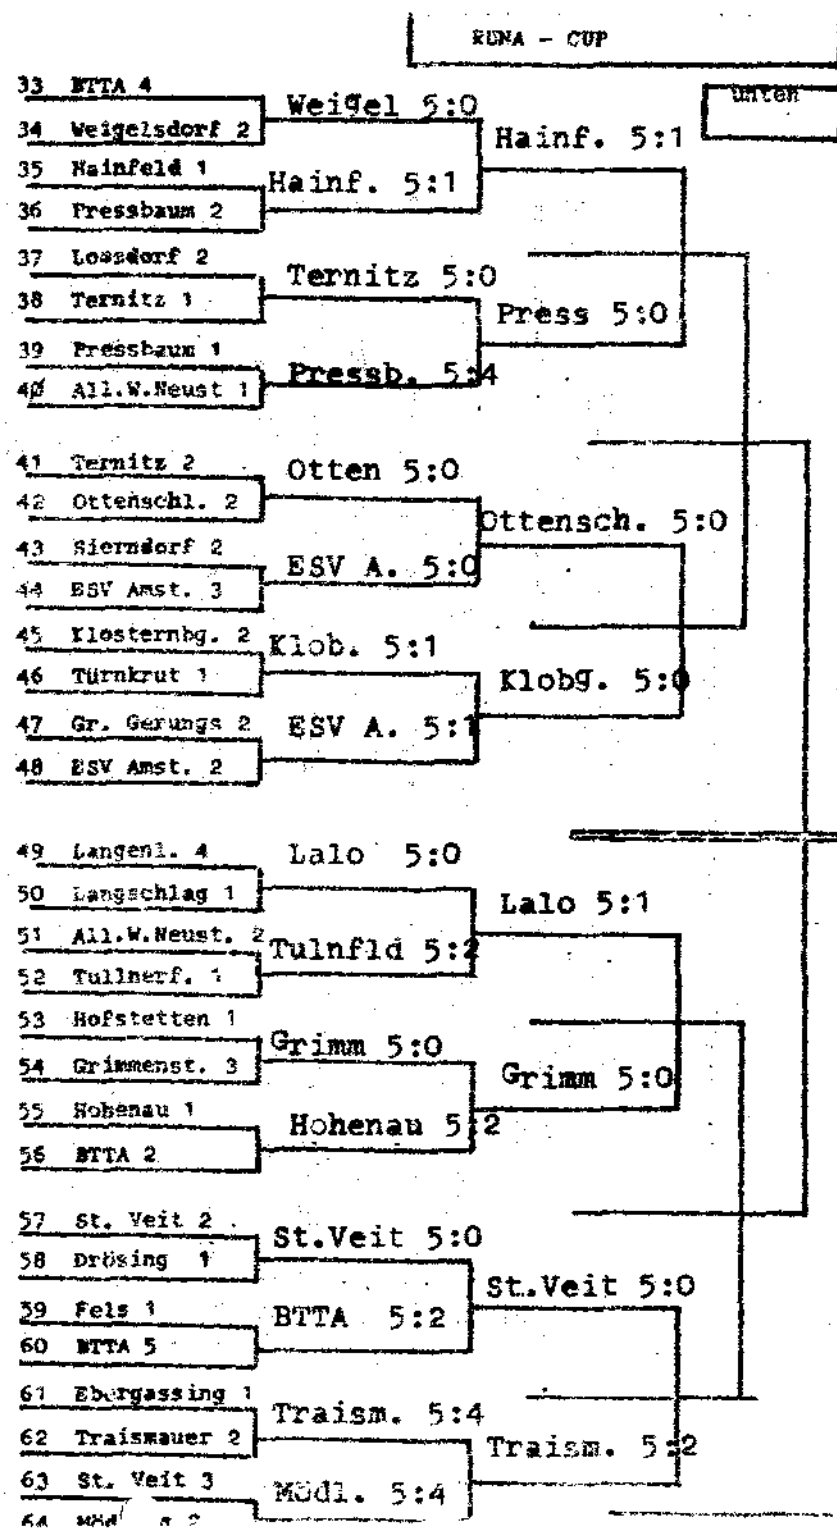 RUNA - CUP
unten
33 BTTA 4
Weigel 5:0
34 Weigelsdorf 2
Hainf. 5:1
35 Hainfeld 1
Hainf. 5:1
36 Pressbaum 2
37 Loosdorf 2
Ternitz 5:0
38 Ternitz 1
Press 5:0
39 Pressbaum 1
Pressb. 5:4
40 All.W.Neust 1
41 Ternitz 2
Otten 5:0
42 Ottenschl. 2
Ottensch. 5:0
43 Sierndorf 2
ESV A. 5:0
44 ESV Amst. 3
45 Klosternbg. 2
Klob. 5:1
46 Türnkrut 1
Klobg. 5:0
47 Gr. Gerungs 2
ESV A. 5:1
48 ESV Amst. 2
49 Langenl. 4
Lalo 5:0
50 Langschlag 1
Lalo 5:1
51 All.W.Neust. 2
Tulnfld 5:2
52 Tullnerf. 1
53 Hofstetten 1
Grimm 5:0
54 Grimmenst. 3
Grimm 5:0
55 Hohenau 1
Hohenau 5:2
56 BTTA 2
57 St. Veit 2
St.Veit 5:0
58 Drösing 1
St.Veit 5:0
59 Fels 1
BTTA 5:2
60 BTTA 5
61 Ebergassing 1
Traism. 5:4
62 Traismauer 2
Traism. 5:2
63 St. Veit 3
Mödl. 5:4
64